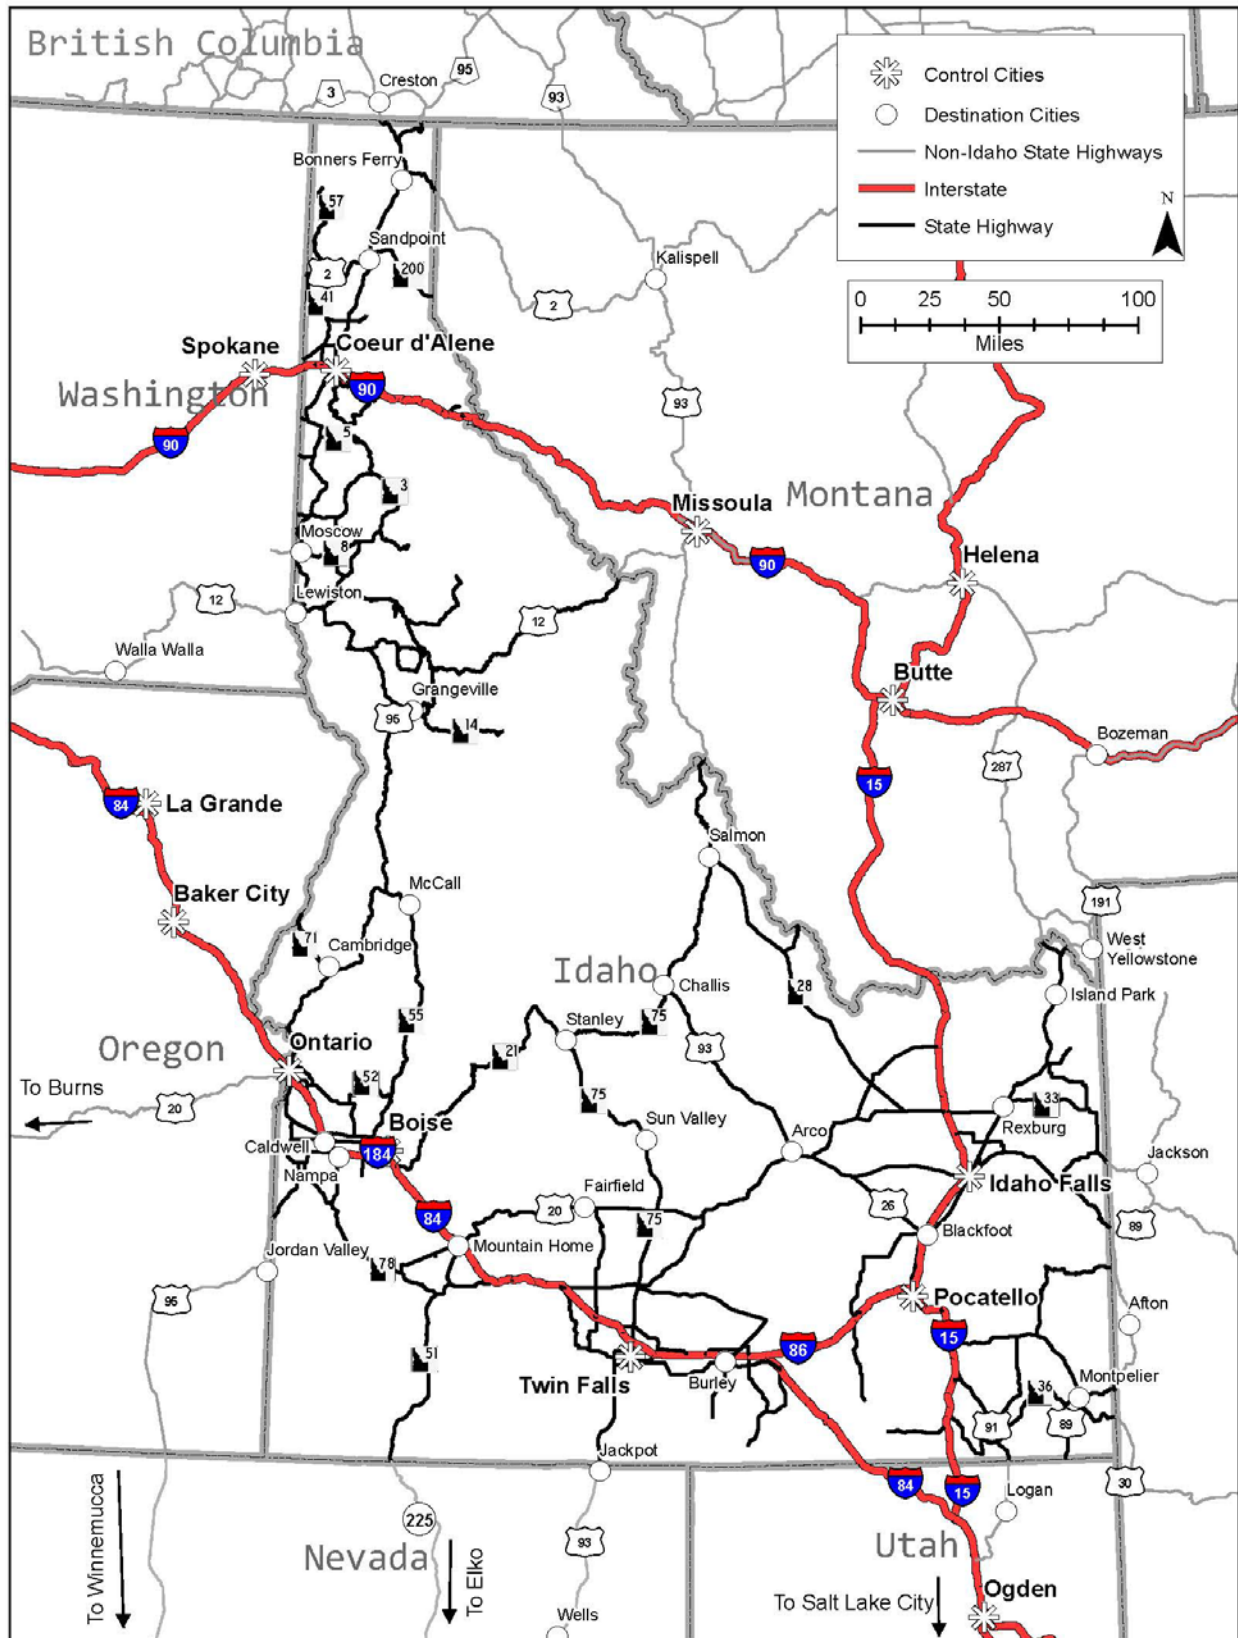 British Columbia
95
3
Creston
93
Control Cities
Destination Cities
Non-Idaho State Highways
Interstate
State Highway
N
Bonners Ferry
57
Sandpoint
2
200
41
Kalispell
2
0 25 50 100
Miles
Spokane
Coeur d'Alene
Washington
90
90
93
5
3
Missoula
Montana
Moscow
8
90
Helena
12
Lewiston
12
Walla Walla
Grangeville
95
14
Butte
Bozeman
287
15
84
La Grande
Salmon
Baker City
McCall
191
71
Cambridge
West
Yellowstone
Idaho
Challis
28
Island Park
55
Stanley
75
Oregon
Ontario
21
93
To Burns
20
52
75
33
Rexburg
Boise
Sun Valley
Arco
Caldwell
184
Nampa
Jackson
Idaho Falls
Fairfield
20
26
84
75
89
Blackfoot
Jordan Valley
Mountain Home
78
95
Pocatello
Afton
15
86
51
Twin Falls
Burley
Montpelier
36
91
89
Jackpot
84
15
Logan
30
225
To Winnemucca
Nevada
To Elko
93
Utah
To Salt Lake City
Ogden
Wells